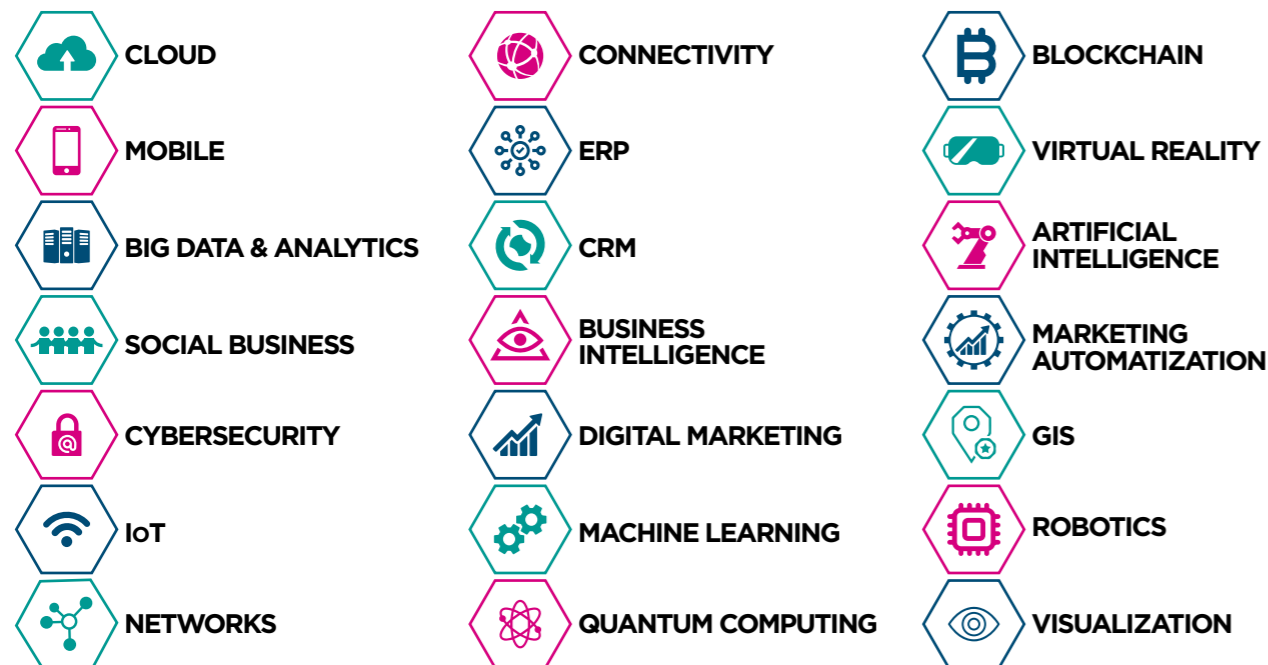 CLOUD
MOBILE
BIG DATA & ANALYTICS
SOCIAL BUSINESS
CYBERSECURITY
IoT
NETWORKS
CONNECTIVITY
ERP
CRM
BUSINESS
INTELLIGENCE
DIGITAL MARKETING
MACHINE LEARNING
QUANTUM COMPUTING
BLOCKCHAIN
VIRTUAL REALITY
ARTIFICIAL
INTELLIGENCE
MARKETING
AUTOMATIZATION
GIS
ROBOTICS
VISUALIZATION